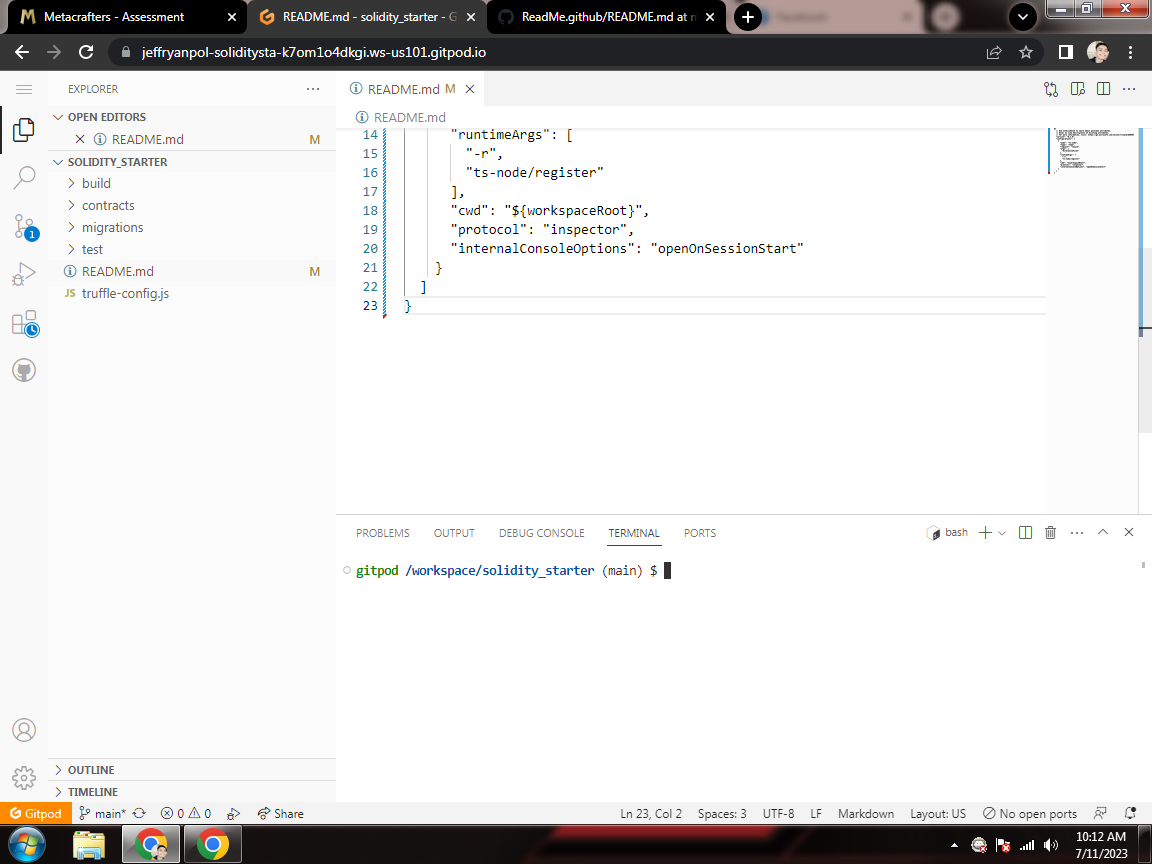 Metacrafters - Assessment
README.md - solidity_starter - G
ReadMe.github/README.md at
jeffryanpol-soliditysta-k7om1o4dkgi.ws-us101.gitpod.io
EXPLORER
OPEN EDITORS
README.md M
SOLIDITY_STARTER
build
contracts
migrations
test
README.md M
JS truffle-config.js
OUTLINE
TIMELINE
1
README.md M
README.md
14 "runtimeArgs": [
15 "-r",
16 "ts-node/register"
17 ],
18 "cwd": "${workspaceRoot}",
19 "protocol": "inspector",
20 "internalConsoleOptions": "openOnSessionStart"
21 }
22 ]
23 }
PROBLEMS OUTPUT DEBUG CONSOLE TERMINAL PORTS
bash
gitpod /workspace/solidity_starter (main) $
Gitpod main* 0 0 Share
Ln 23, Col 2 Spaces: 3 UTF-8 LF Markdown Layout: US No open ports
10:12 AM
7/11/2023